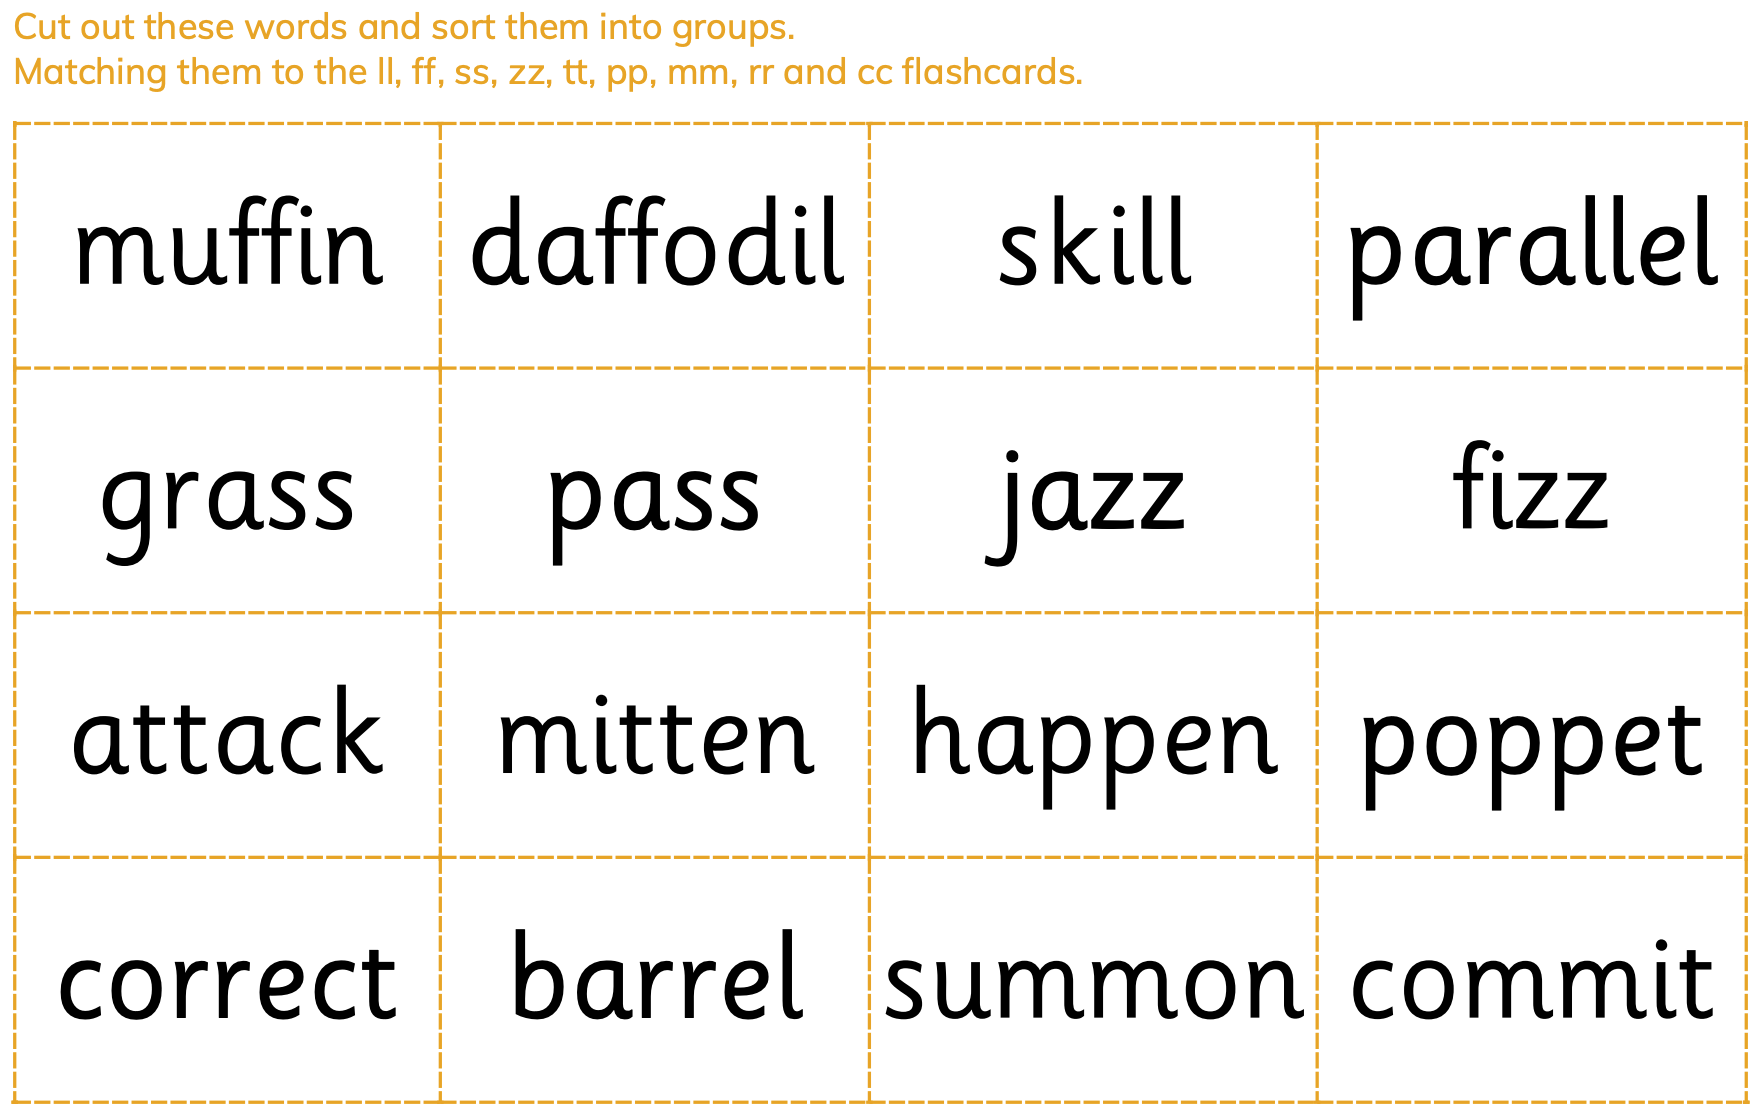 Cut out these words and sort them into groups.
Matching them to the ll, ff, ss, zz, tt, pp, mm, rr and cc flashcards.
muffin daffodil skill parallel
grass pass jazz fizz
attack mitten happen poppet
correct barrel summon commit